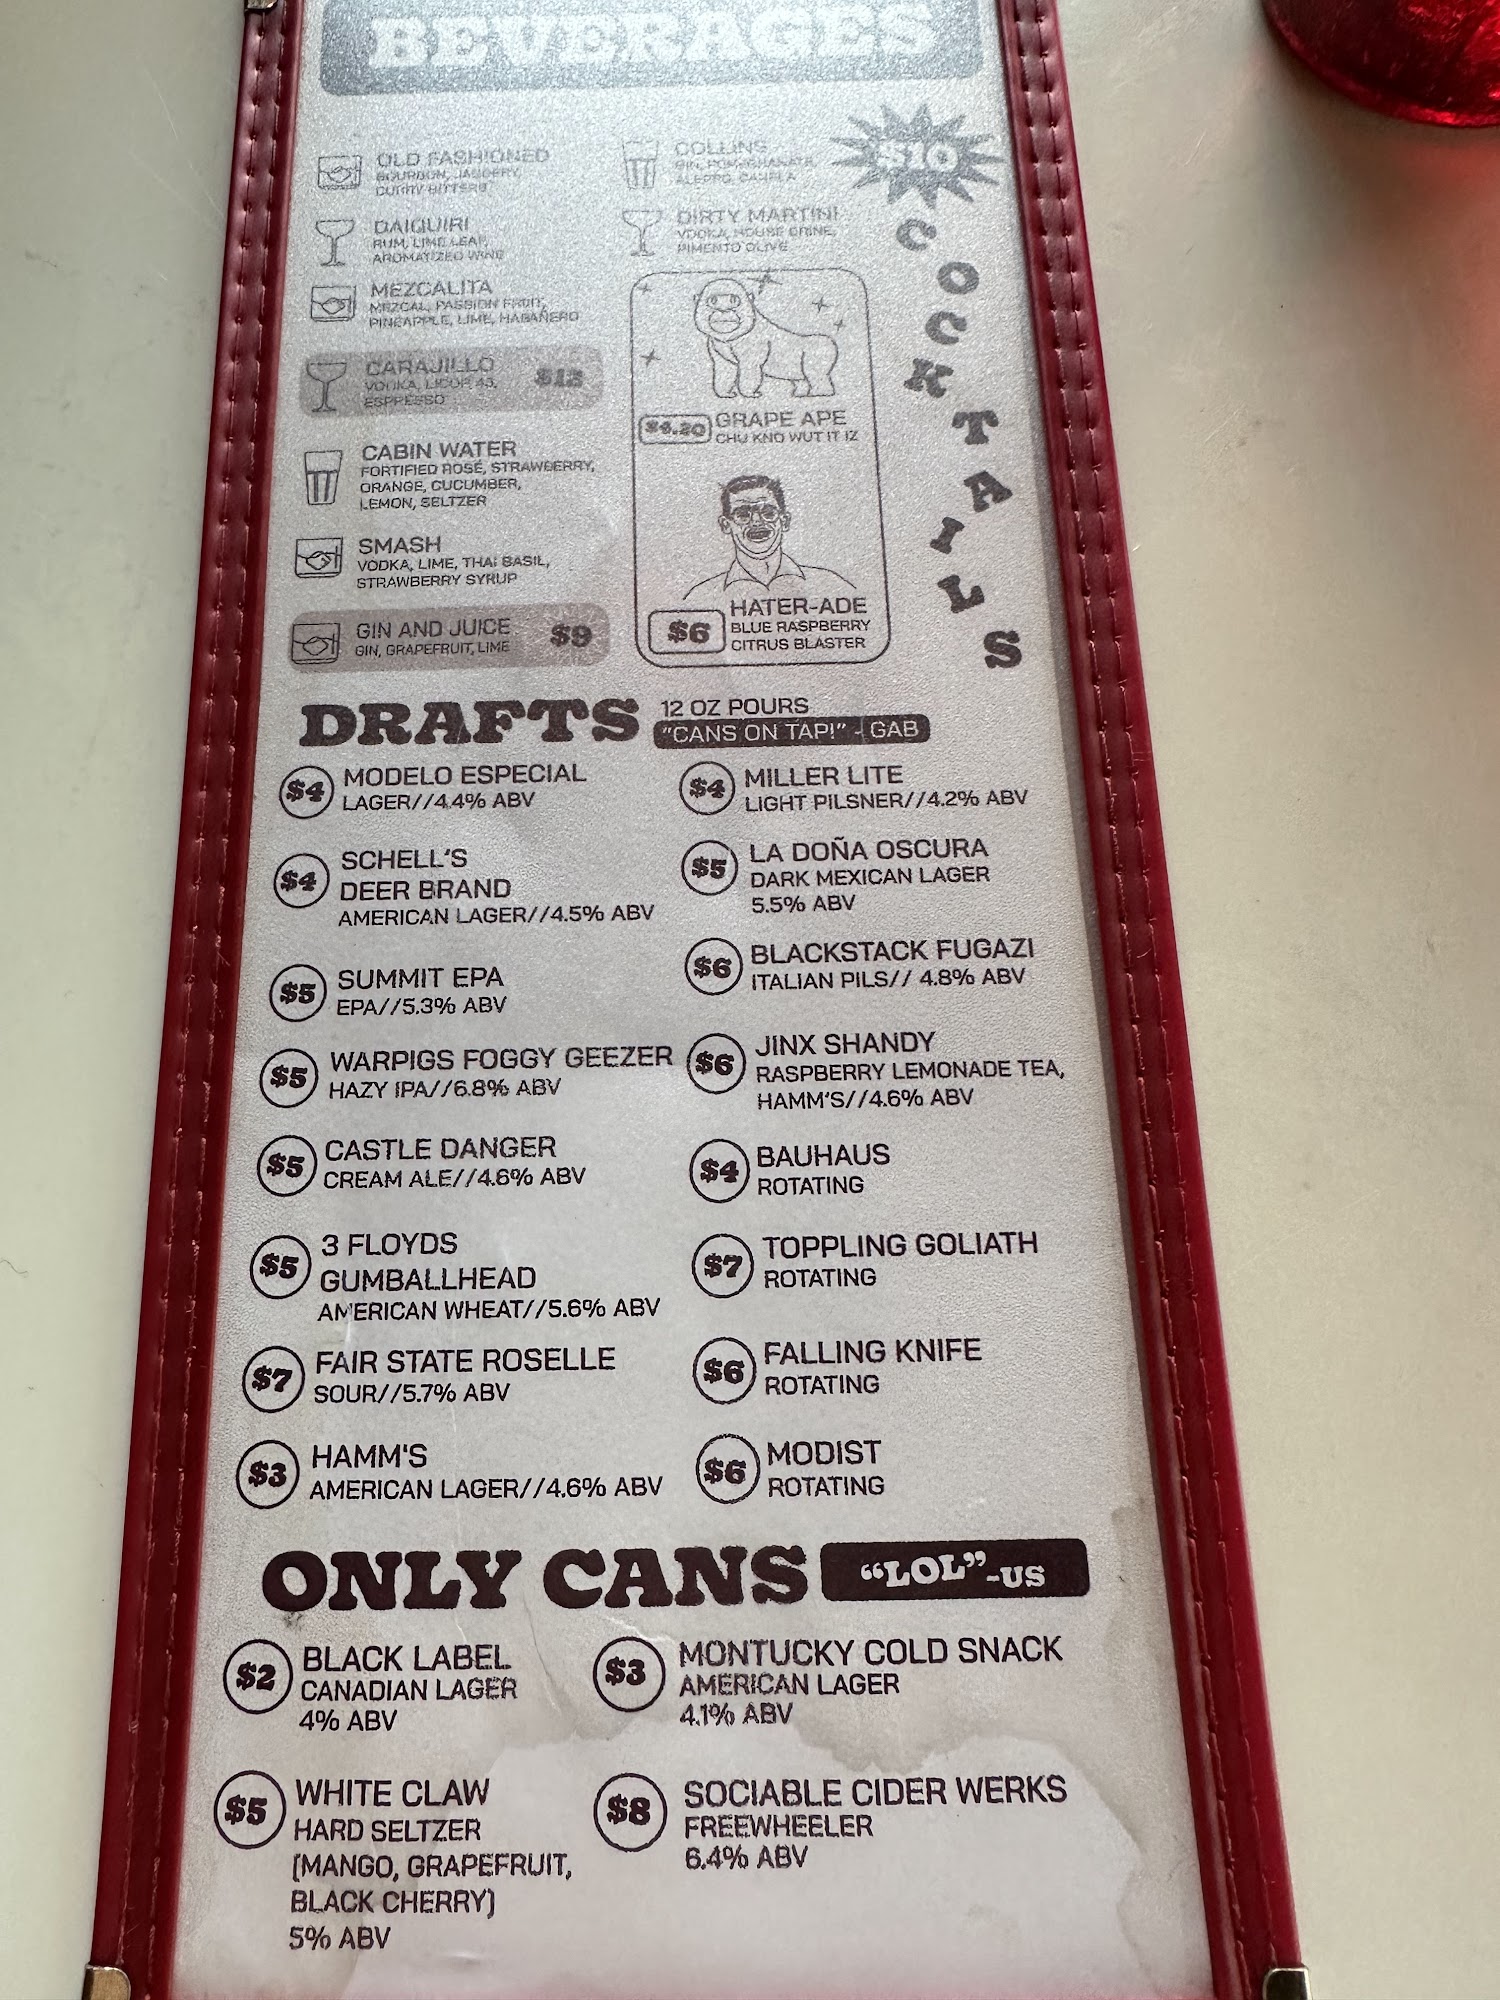 BEVERAGES
$10
COCKTAILS
OLD FASHIONED
BOURBON, JAGGERY,
CURRY BITTERS
DAIQUIRI
RUM, LIME LEAF,
AROMATIZED WINE
MEZCALITA
MEZCAL, PASSION FRUIT,
PINEAPPLE, LIME, HABAÑERO
CARAJILLO
VODKA, LICOR 43,
ESPRESSO
CABIN WATER
FORTIFIED ROSÉ, STRAWBERRY,
ORANGE, CUCUMBER,
LEMON, SELTZER
SMASH
VODKA, LIME, THAI BASIL,
STRAWBERRY SYRUP
GIN AND JUICE
GIN, GRAPEFRUIT, LIME
$9
COLLINS
GIN, POMEGRANATE,
ALEPPO, CANELA
DIRTY MARTINI
VODKA, HOUSE BRINE,
PIMENTO OLIVE
GRAPE APE
CHU KNO WUT IT IZ
$6
HATER-ADE
BLUE RASPBERRY
CITRUS BLASTER
DRAFTS
12 OZ POURS
"CANS ON TAP!" - GAB
$4
MODELO ESPECIAL
LAGER//4.4% ABV
$4
SCHELL'S
DEER BRAND
AMERICAN LAGER//4.5% ABV
$5
SUMMIT EPA
EPA//5.3% ABV
$5
WARPIGS FOGGY GEEZER
HAZY IPA//6.8% ABV
$5
CASTLE DANGER
CREAM ALE//4.6% ABV
$5
3 FLOYDS
GUMBALLHEAD
AMERICAN WHEAT//5.6% ABV
$7
FAIR STATE ROSELLE
SOUR//5.7% ABV
$3
HAMM'S
AMERICAN LAGER//4.6% ABV
$4
MILLER LITE
LIGHT PILSNER//4.2% ABV
$5
LA DOÑA OSCURA
DARK MEXICAN LAGER
5.5% ABV
$6
BLACKSTACK FUGAZI
ITALIAN PILS// 4.8% ABV
$6
JINX SHANDY
RASPBERRY LEMONADE TEA,
HAMM'S//4.6% ABV
$4
BAUHAUS
ROTATING
$7
TOPPLING GOLIATH
ROTATING
$6
FALLING KNIFE
ROTATING
$6
MODIST
ROTATING
ONLY CANS
"LOL"-US
$2
BLACK LABEL
CANADIAN LAGER
4% ABV
$3
MONTUCKY COLD SNACK
AMERICAN LAGER
4.1% ABV
$5
WHITE CLAW
HARD SELTZER
(MANGO, GRAPEFRUIT,
BLACK CHERRY)
5% ABV
$8
SOCIABLE CIDER WERKS
FREEWHEELER
6.4% ABV